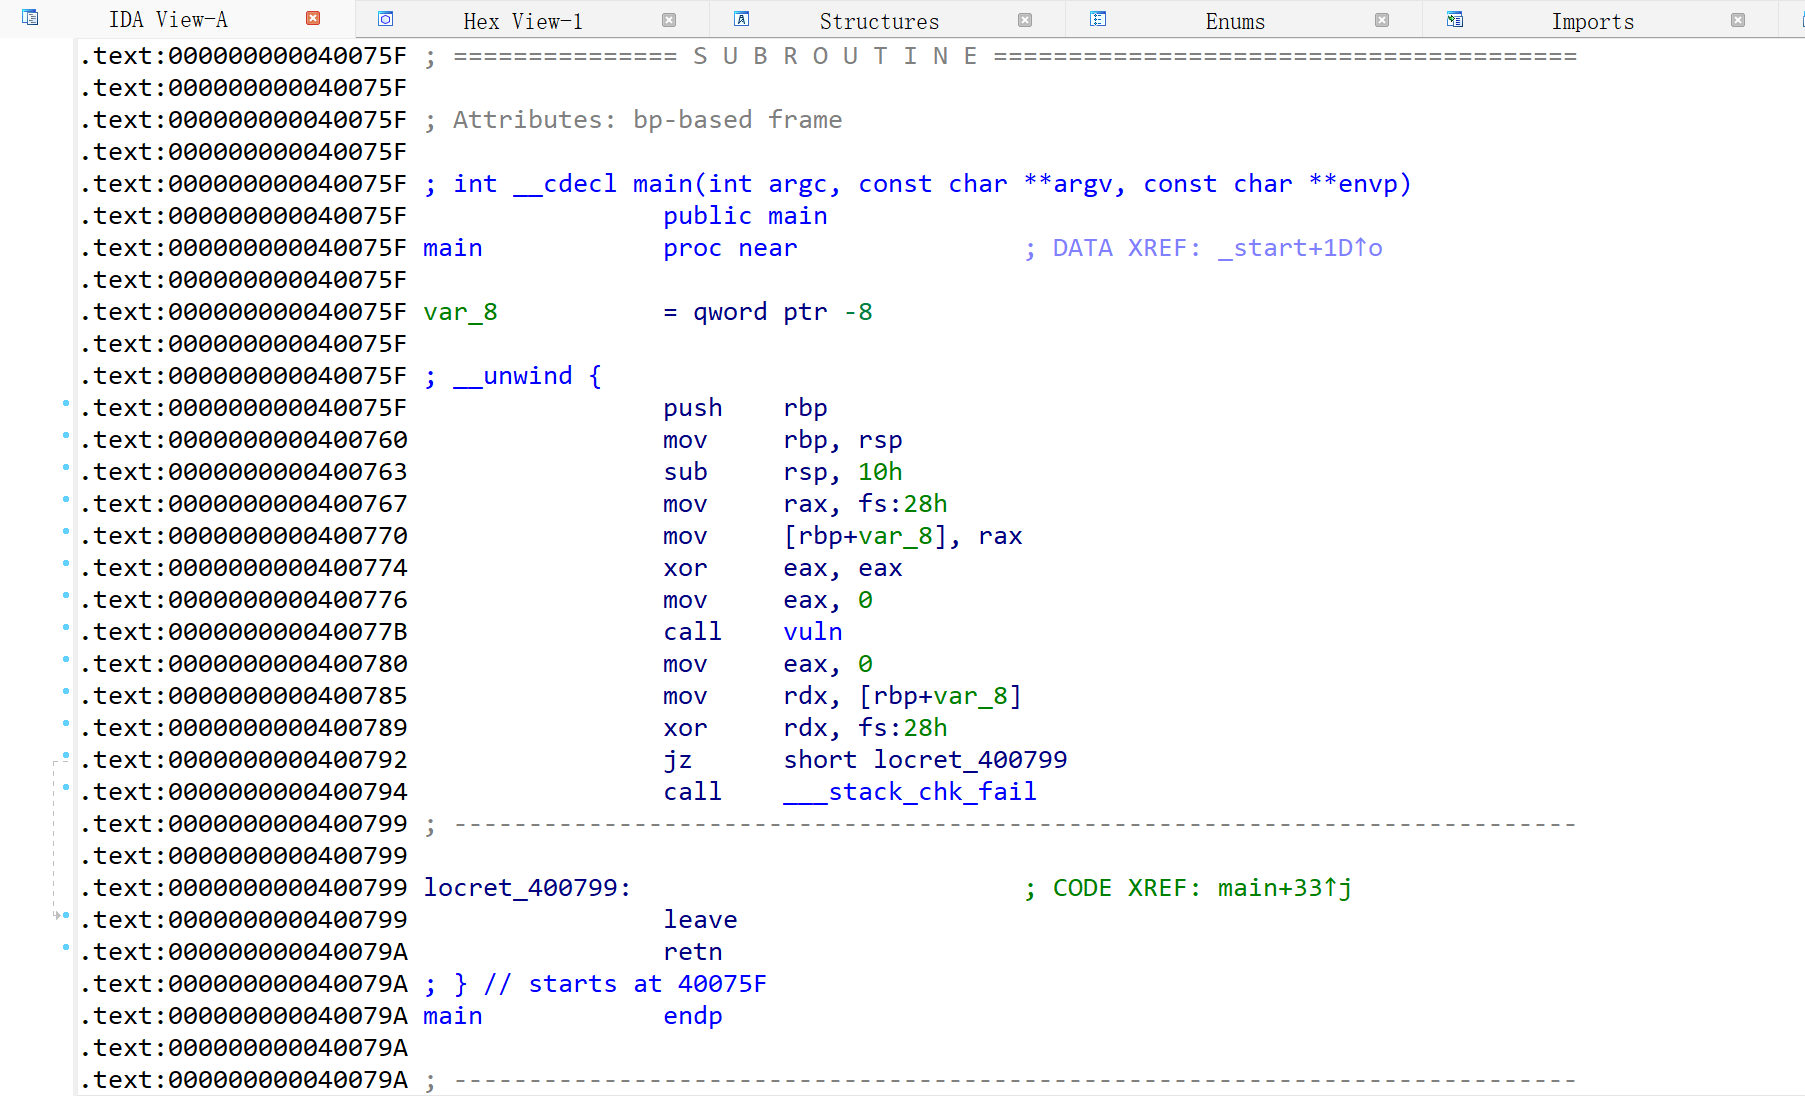 IDA View-A Hex View-1 Structures Enums Imports
.text:000000000040075F ; =============== S U B R O U T I N E =======================================
.text:000000000040075F
.text:000000000040075F ; Attributes: bp-based frame
.text:000000000040075F
.text:000000000040075F ; int __cdecl main(int argc, const char **argv, const char **envp)
.text:000000000040075F                 public main
.text:000000000040075F main            proc near               ; DATA XREF: _start+1D↑o
.text:000000000040075F
.text:000000000040075F var_8           = qword ptr -8
.text:000000000040075F
.text:000000000040075F ; __unwind {
.text:000000000040075F                 push    rbp
.text:0000000000400760                 mov     rbp, rsp
.text:0000000000400763                 sub     rsp, 10h
.text:0000000000400767                 mov     rax, fs:28h
.text:0000000000400770                 mov     [rbp+var_8], rax
.text:0000000000400774                 xor     eax, eax
.text:0000000000400776                 mov     eax, 0
.text:000000000040077B                 call    vuln
.text:0000000000400780                 mov     eax, 0
.text:0000000000400785                 mov     rdx, [rbp+var_8]
.text:0000000000400789                 xor     rdx, fs:28h
.text:0000000000400792                 jz      short locret_400799
.text:0000000000400794                 call    ___stack_chk_fail
.text:0000000000400799 ; ---------------------------------------------------------------------------
.text:0000000000400799
.text:0000000000400799 locret_400799:                          ; CODE XREF: main+33↑j
.text:0000000000400799                 leave
.text:000000000040079A                 retn
.text:000000000040079A ; } // starts at 40075F
.text:000000000040079A main            endp
.text:000000000040079A
.text:000000000040079A ; ---------------------------------------------------------------------------